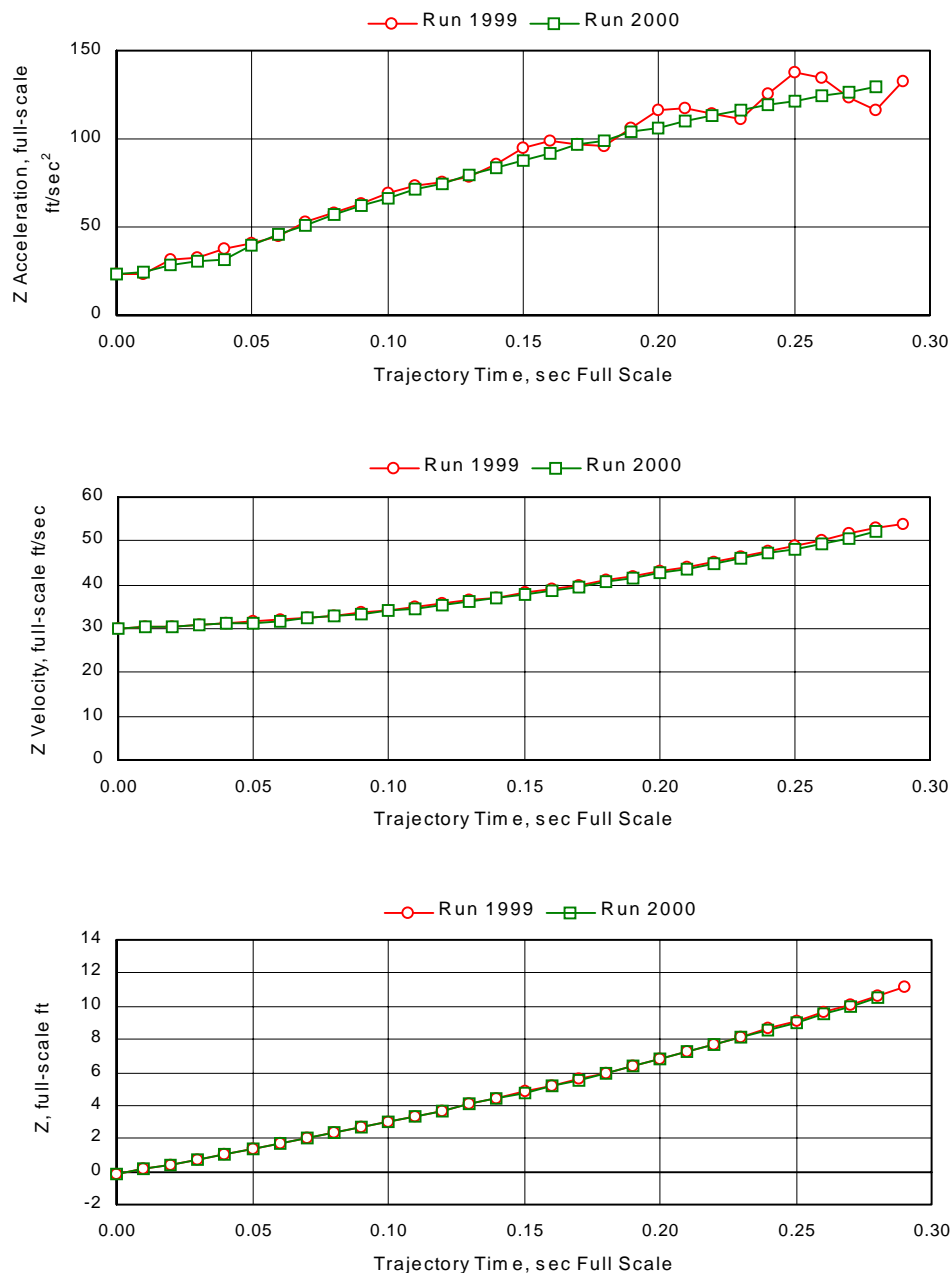 Run 1999 Run 2000
Z Acceleration, full-scale
ft/sec²
150
100
50
0
0.00 0.05 0.10 0.15 0.20 0.25 0.30
Trajectory Time, sec Full Scale
Run 1999 Run 2000
Z Velocity, full-scale ft/sec
60
50
40
30
20
10
0
0.00 0.05 0.10 0.15 0.20 0.25 0.30
Trajectory Time, sec Full Scale
Run 1999 Run 2000
Z, full-scale ft
14
12
10
8
6
4
2
0
-2
0.00 0.05 0.10 0.15 0.20 0.25 0.30
Trajectory Time, sec Full Scale